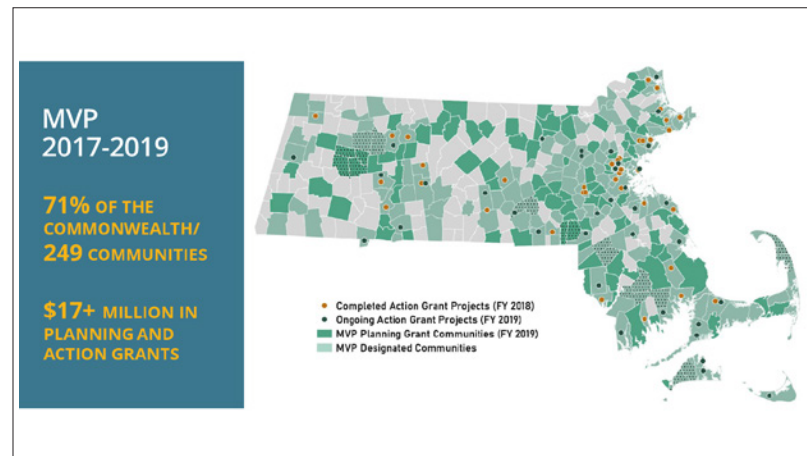 MVP
2017-2019
71% OF THE
COMMONWEALTH/
249 COMMUNITIES
$17+ MILLION IN
PLANNING AND
ACTION GRANTS
Completed Action Grant Projects (FY 2018)
Ongoing Action Grant Projects (FY 2019)
MVP Planning Grant Communities (FY 2019)
MVP Designated Communities